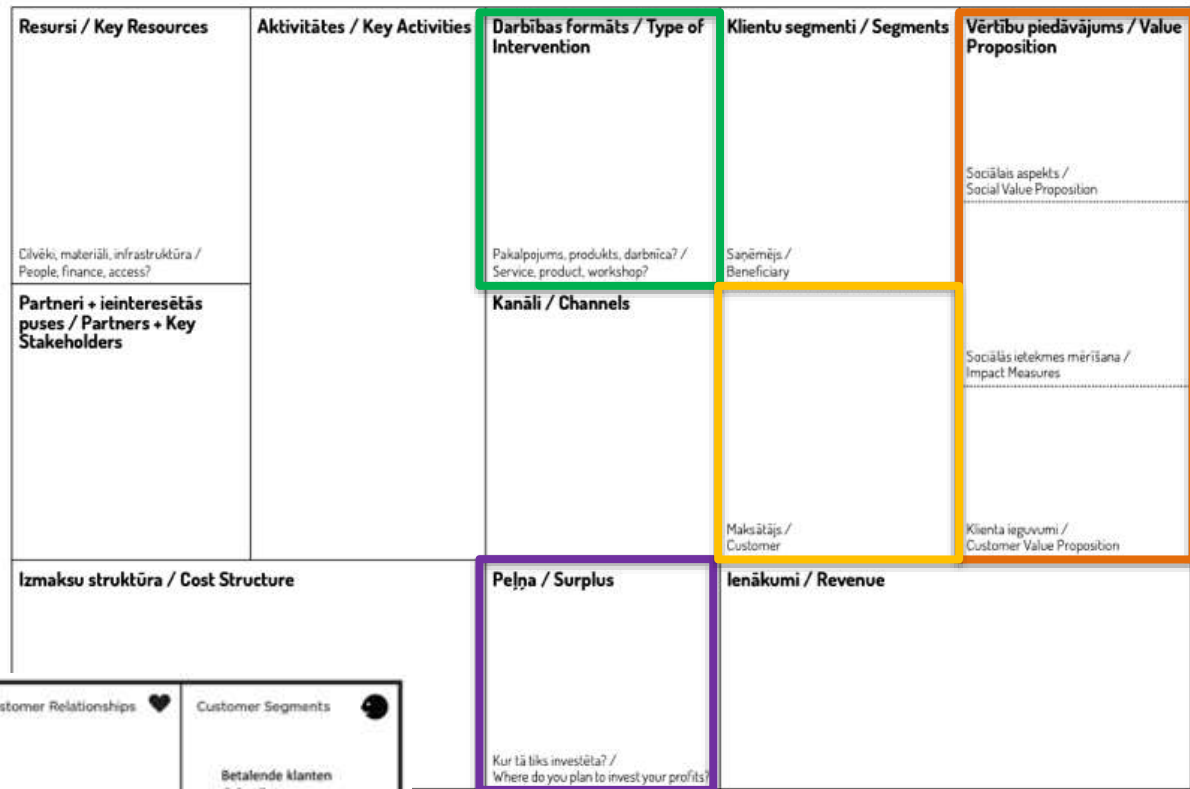 Resursi / Key Resources
Cilvēki, materiāli, infrastruktūra /
People, finance, access?
Partneri + ieinteresētās
puses / Partners + Key
Stakeholders
Aktivitātes / Key Activities
Darbības formāts / Type of
Intervention
Pakalpojums, produkts, darbnīca? /
Service, product, workshop?
Kanāli / Channels
Klientu segmenti / Segments
Saņēmējs /
Beneficiary
Maksātājs /
Customer
Vērtību piedāvājums / Value
Proposition
Sociālais aspekts /
Social Value Proposition
Sociālās ietekmes mērīšana /
Impact Measures
Klienta ieguvumi /
Customer Value Proposition
Izmaksu struktūra / Cost Structure
Peļņa / Surplus
Kur tā tiks investēta? /
Where do you plan to invest your profits?
Ienākumi / Revenue
Relationships
Customer Segments
Betalende klanten